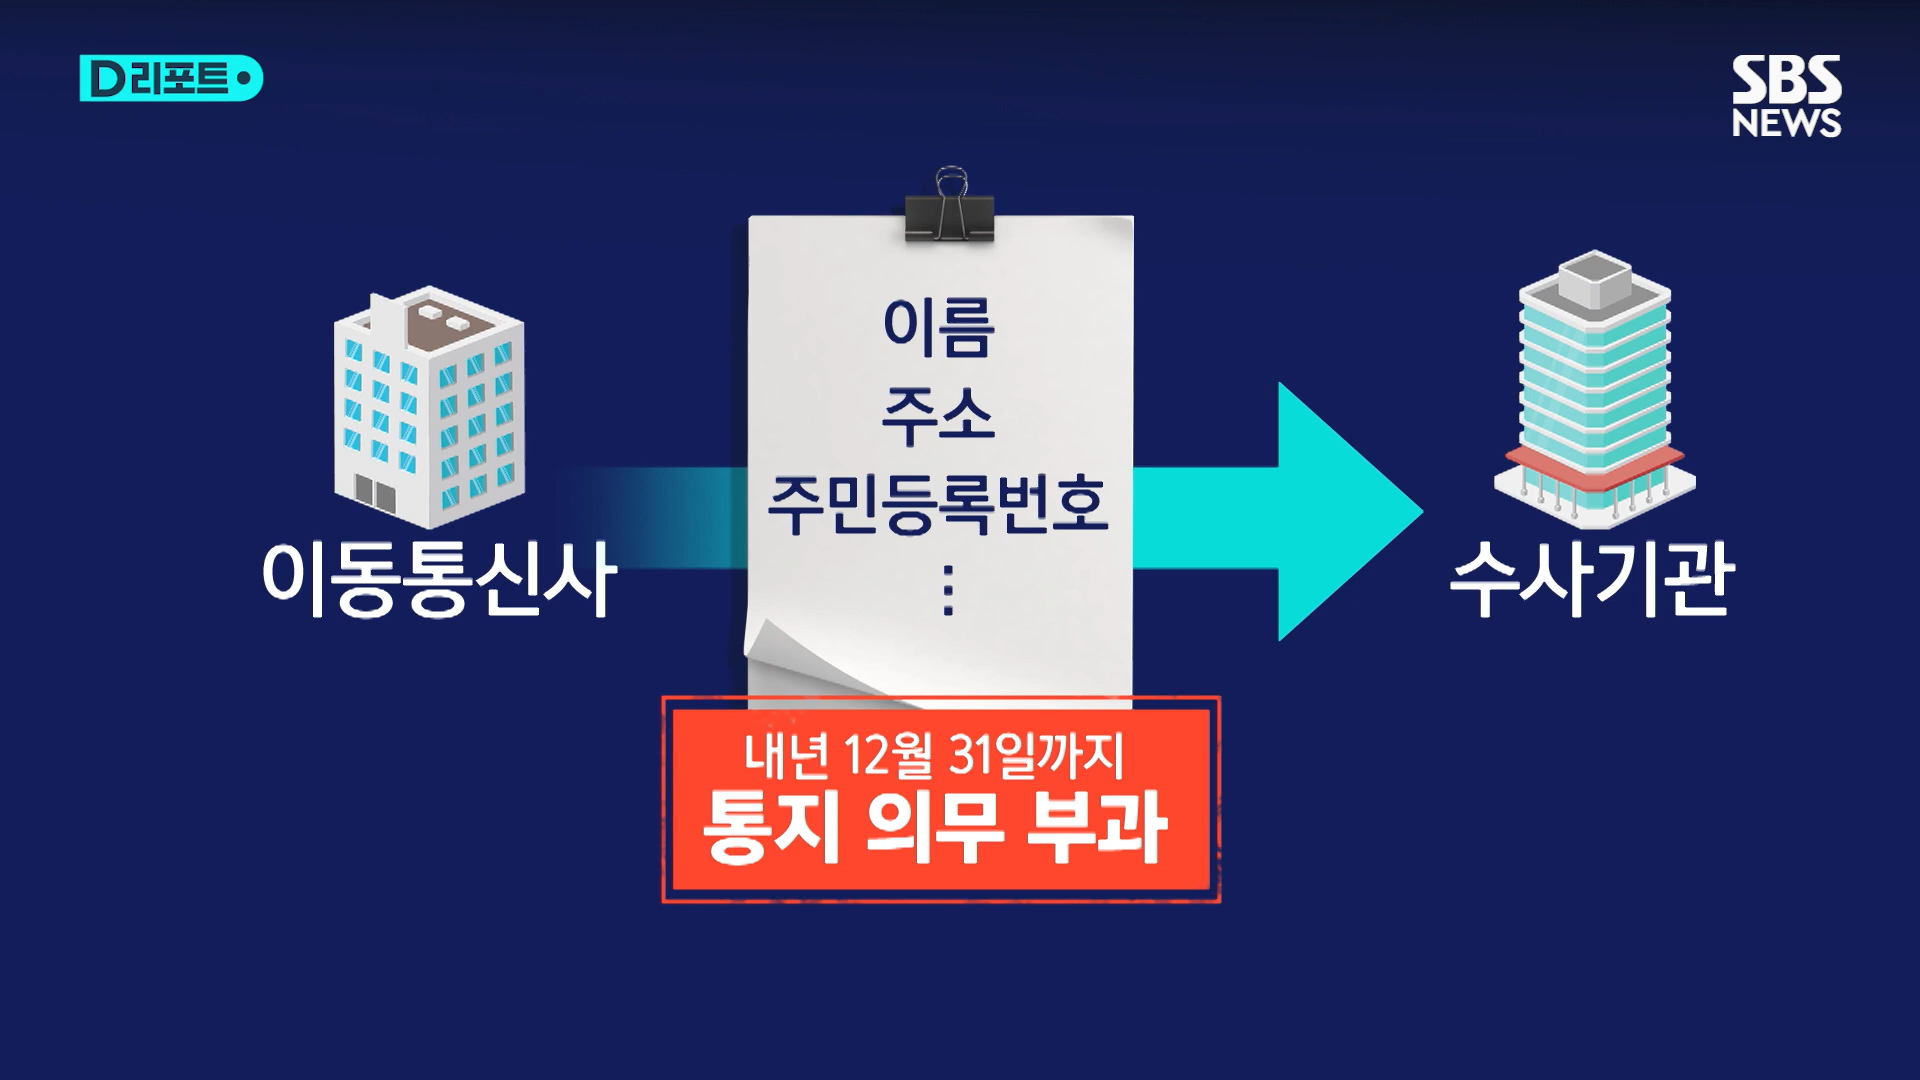 D리포트
SBS
NEWS
이름
주소
주민등록번호
⋮
이동통신사
수사기관
내년 12월 31일까지
통지 의무 부과